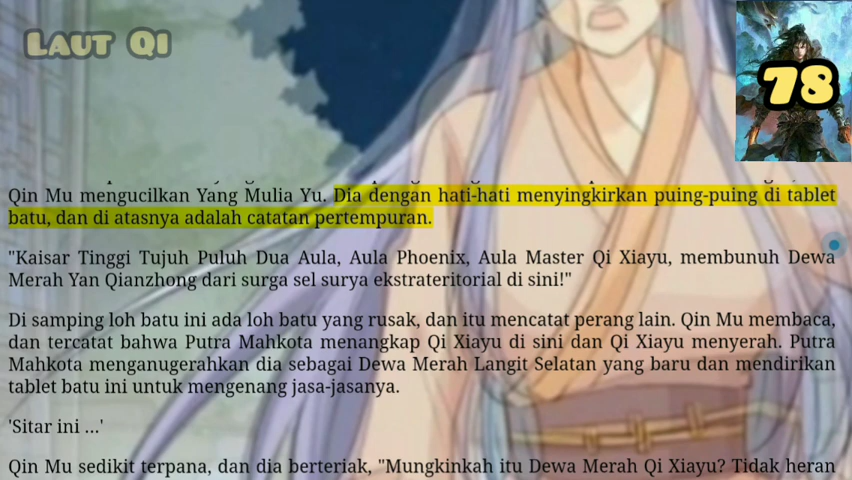 Laut Qi
78
Qin Mu mengucilkan Yang Mulia Yu. Dia dengan hati-hati menyingkirkan puing-puing di tablet
batu, dan di atasnya adalah catatan pertempuran.
"Kaisar Tinggi Tujuh Puluh Dua Aula, Aula Phoenix, Aula Master Qi Xiayu, membunuh Dewa
Merah Yan Qianzhong dari surga sel surya ekstrateritorial di sini!"
Di samping loh batu ini ada loh batu yang rusak, dan itu mencatat perang lain. Qin Mu membaca,
dan tercatat bahwa Putra Mahkota menangkap Qi Xiayu di sini dan Qi Xiayu menyerah. Putra
Mahkota menganugerahkan dia sebagai Dewa Merah Langit Selatan yang baru dan mendirikan
tablet batu ini untuk mengenang jasa-jasanya.
'Sitar ini ...'
Qin Mu sedikit terpana, dan dia berteriak, "Mungkinkah itu Dewa Merah Qi Xiayu? Tidak heran